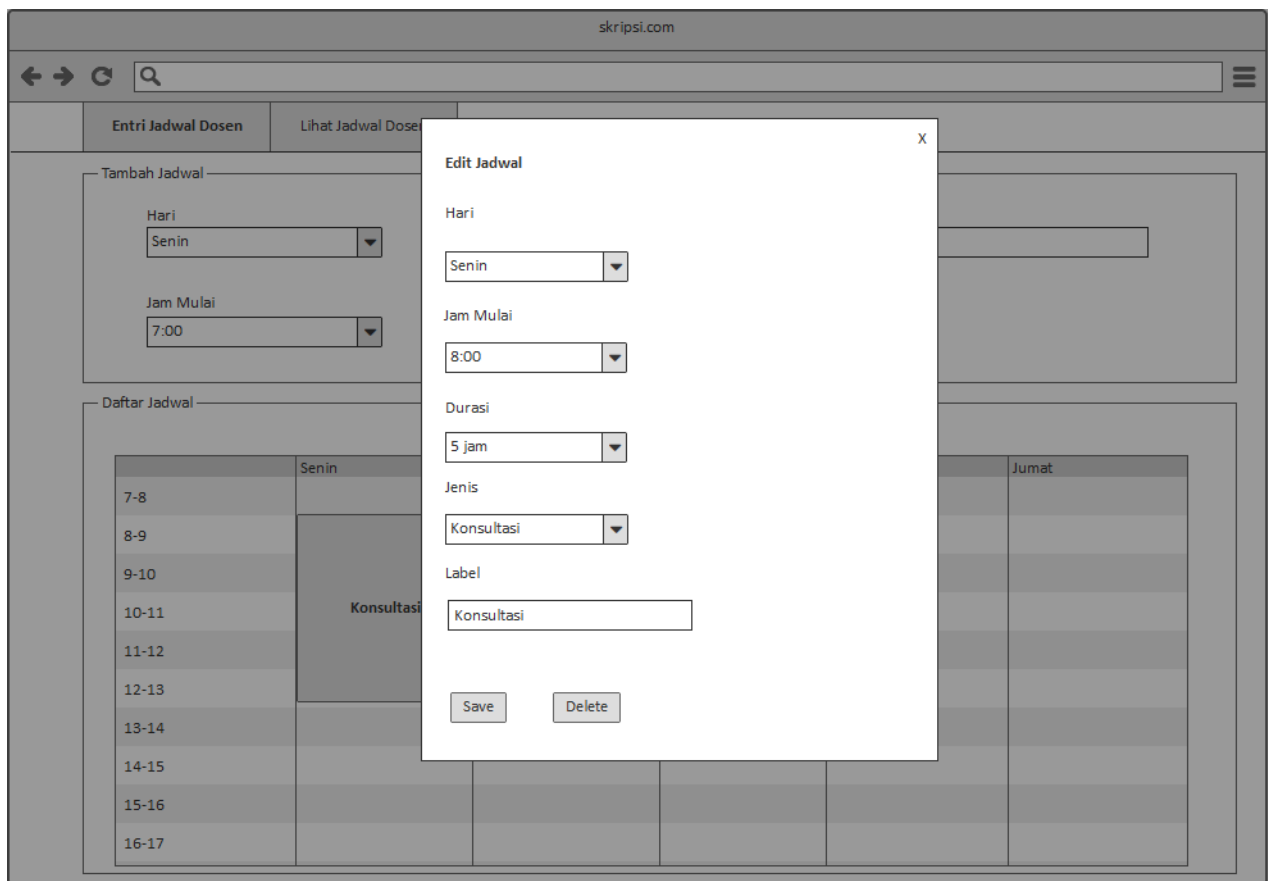 skripsi.com
Entri Jadwal Dosen
Lihat Jadwal Dosen
Tambah Jadwal
Hari
Senin
Jam Mulai
7:00
X
Edit Jadwal
Hari
Senin
Jam Mulai
8:00
Durasi
5 jam
Jenis
Konsultasi
Label
Konsultasi
Save
Delete
Daftar Jadwal
Senin
Jumat
7-8
8-9
9-10
10-11
11-12
12-13
13-14
14-15
15-16
16-17
Konsultasi